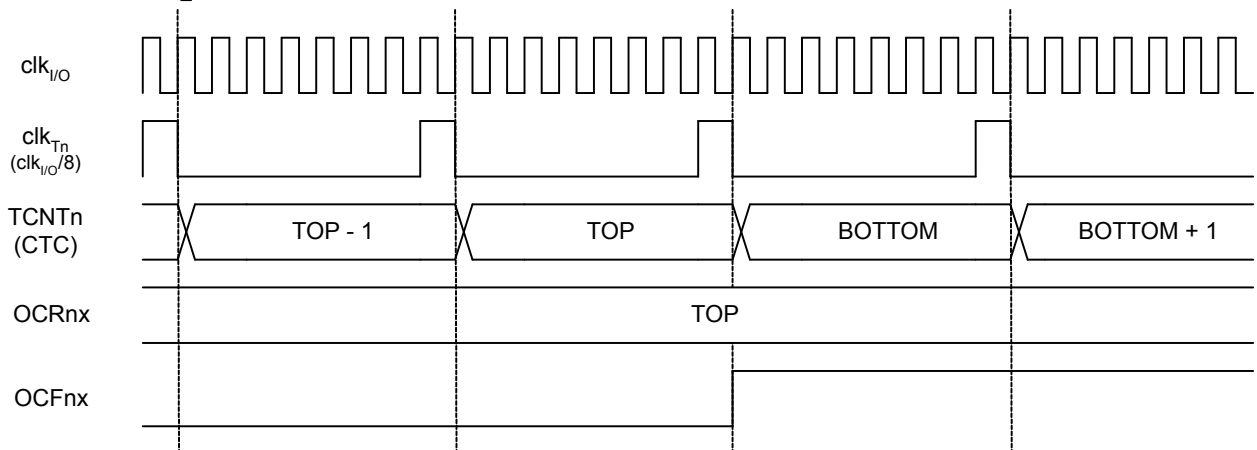 clkI/O
clkTn
(clkI/O/8)
TCNTn
(CTC)
TOP - 1
TOP
BOTTOM
BOTTOM + 1
OCRnx
TOP
OCFnx